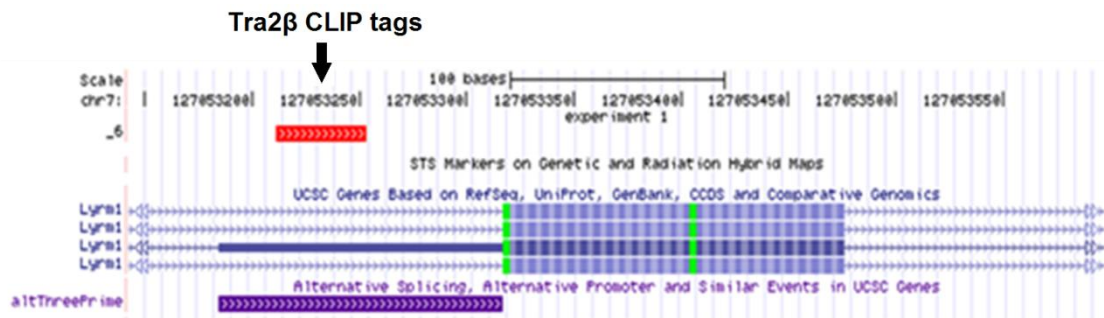 Tra2β CLIP tags
Scale 100 bases
chr7: 127053200 127053250 127053300 127053350 127053400 127053450 127053500 127053550
experiment 1
_6
STS Markers on Genetic and Radiation Hybrid Maps
UCSC Genes Based on RefSeq, UniProt, GenBank, CCDS and Comparative Genomics
Lyrm1
Lyrm1
Lyrm1
Lyrm1
Alternative Splicing, Alternative Promoter and Similar Events in UCSC Genes
altThreePrime